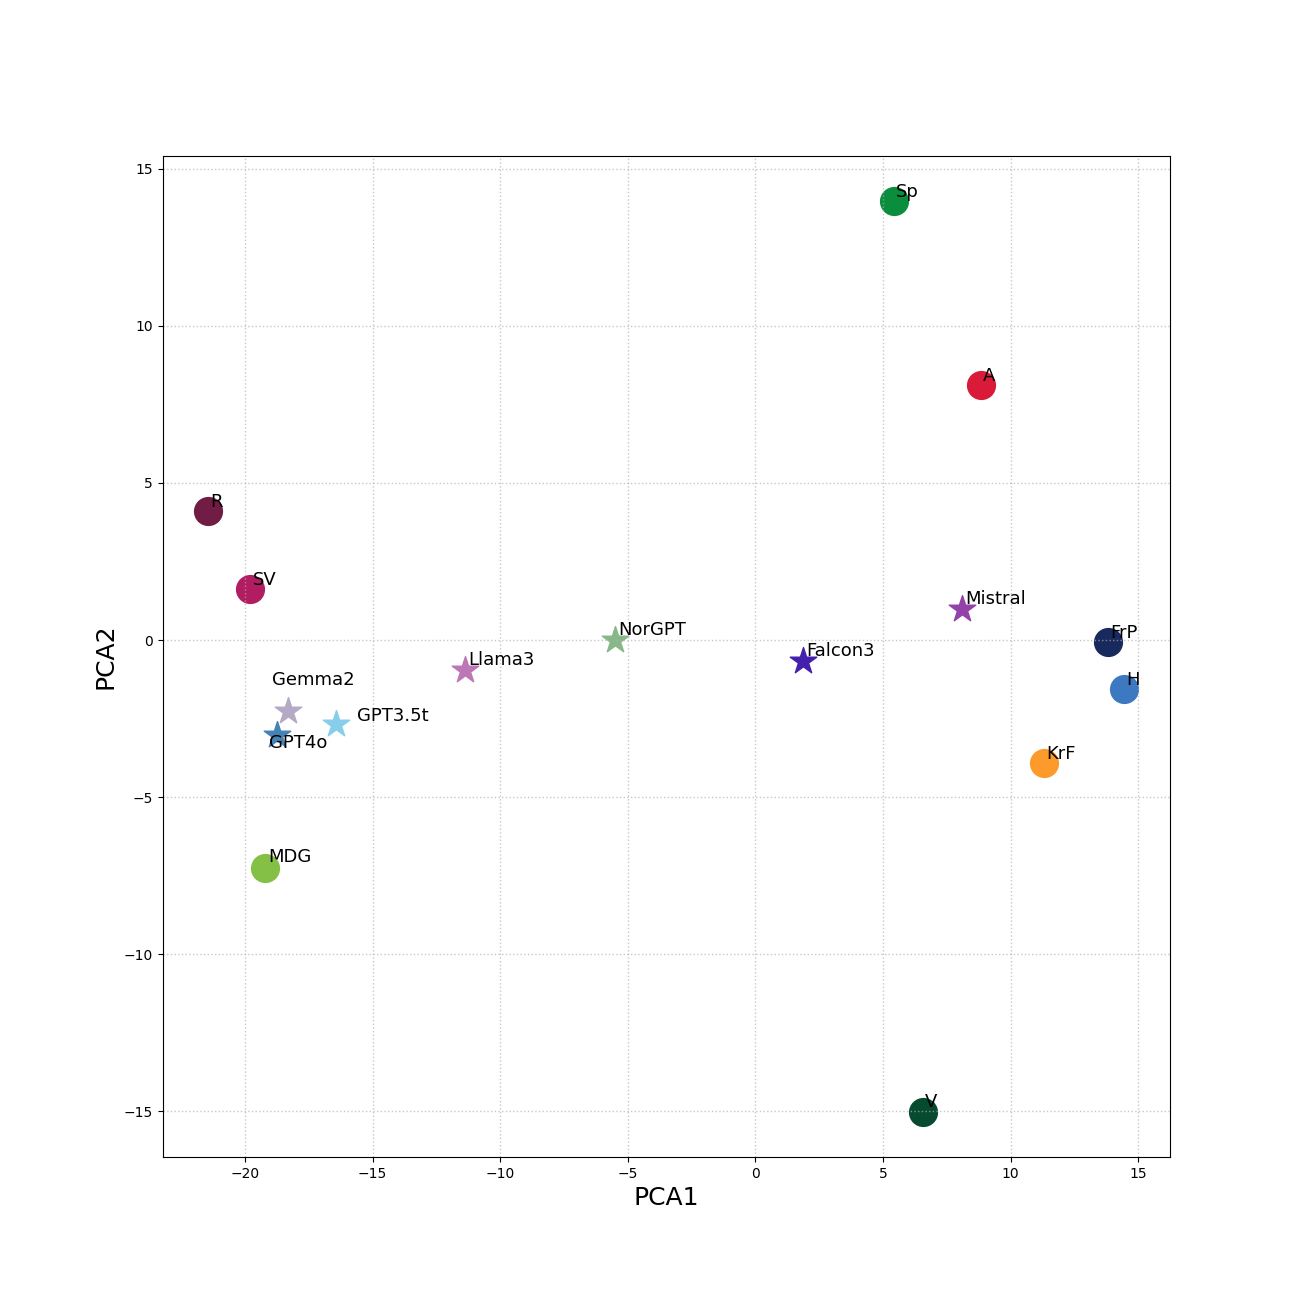 15
Sp
10
A
5
R
SV
Mistral
NorGPT
FrP
0
Falcon3
Llama3
Gemma2
H
GPT3.5t
GPT4o
KrF
−5
MDG
−10
V
−15
−20 −15 −10 −5 0 5 10 15
PCA1
PCA2